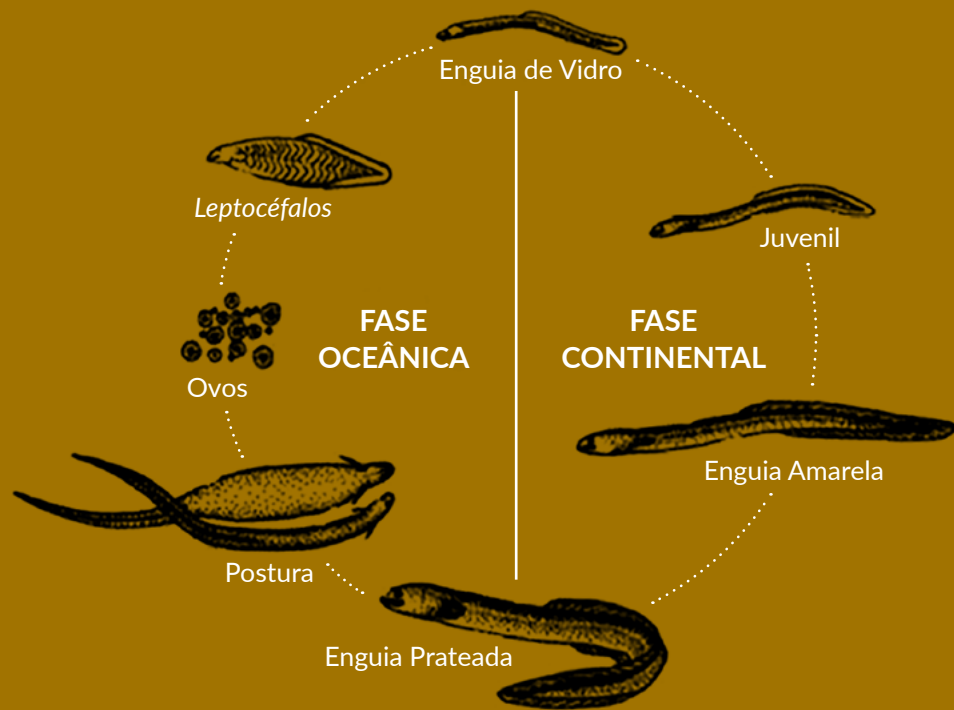 Enguia de Vidro
Leptocéfalos
Juvenil
FASE
OCEÂNICA
FASE
CONTINENTAL
Ovos
Enguia Amarela
Postura
Enguia Prateada